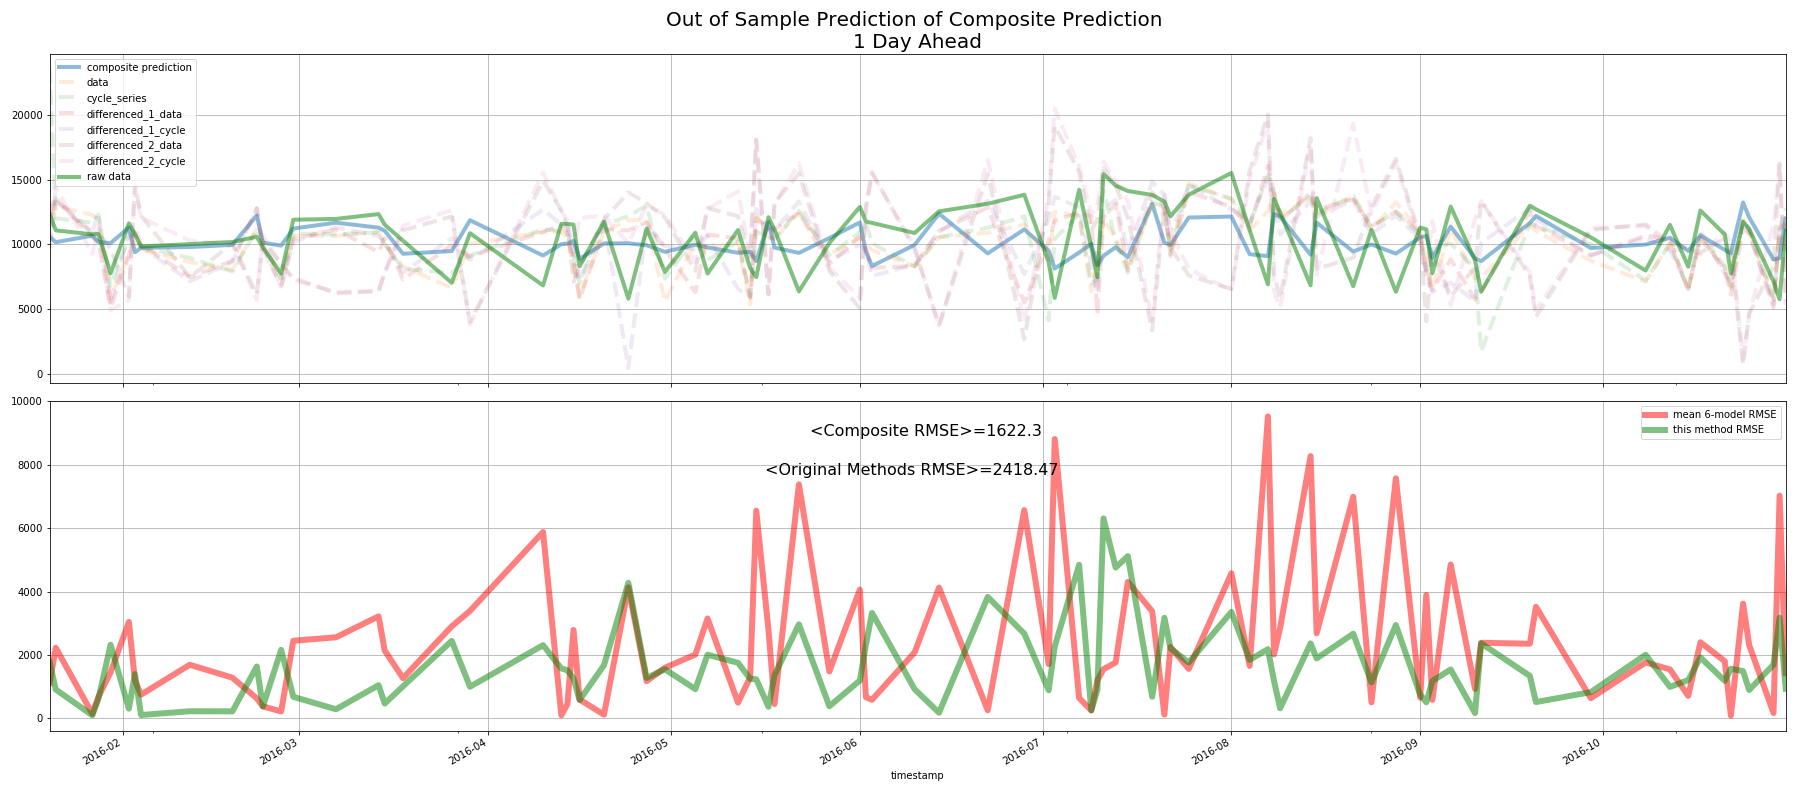 Out of Sample Prediction of Composite Prediction
1 Day Ahead
composite prediction
data
cycle_series
differenced_1_data
differenced_1_cycle
differenced_2_data
differenced_2_cycle
raw data
20000
15000
10000
5000
0
10000
8000
6000
4000
2000
0
<Composite RMSE>=1622.3
<Original Methods RMSE>=2418.47
mean 6-model RMSE
this method RMSE
2016-02
2016-03
2016-04
2016-05
2016-06
2016-07
2016-08
2016-09
2016-10
timestamp